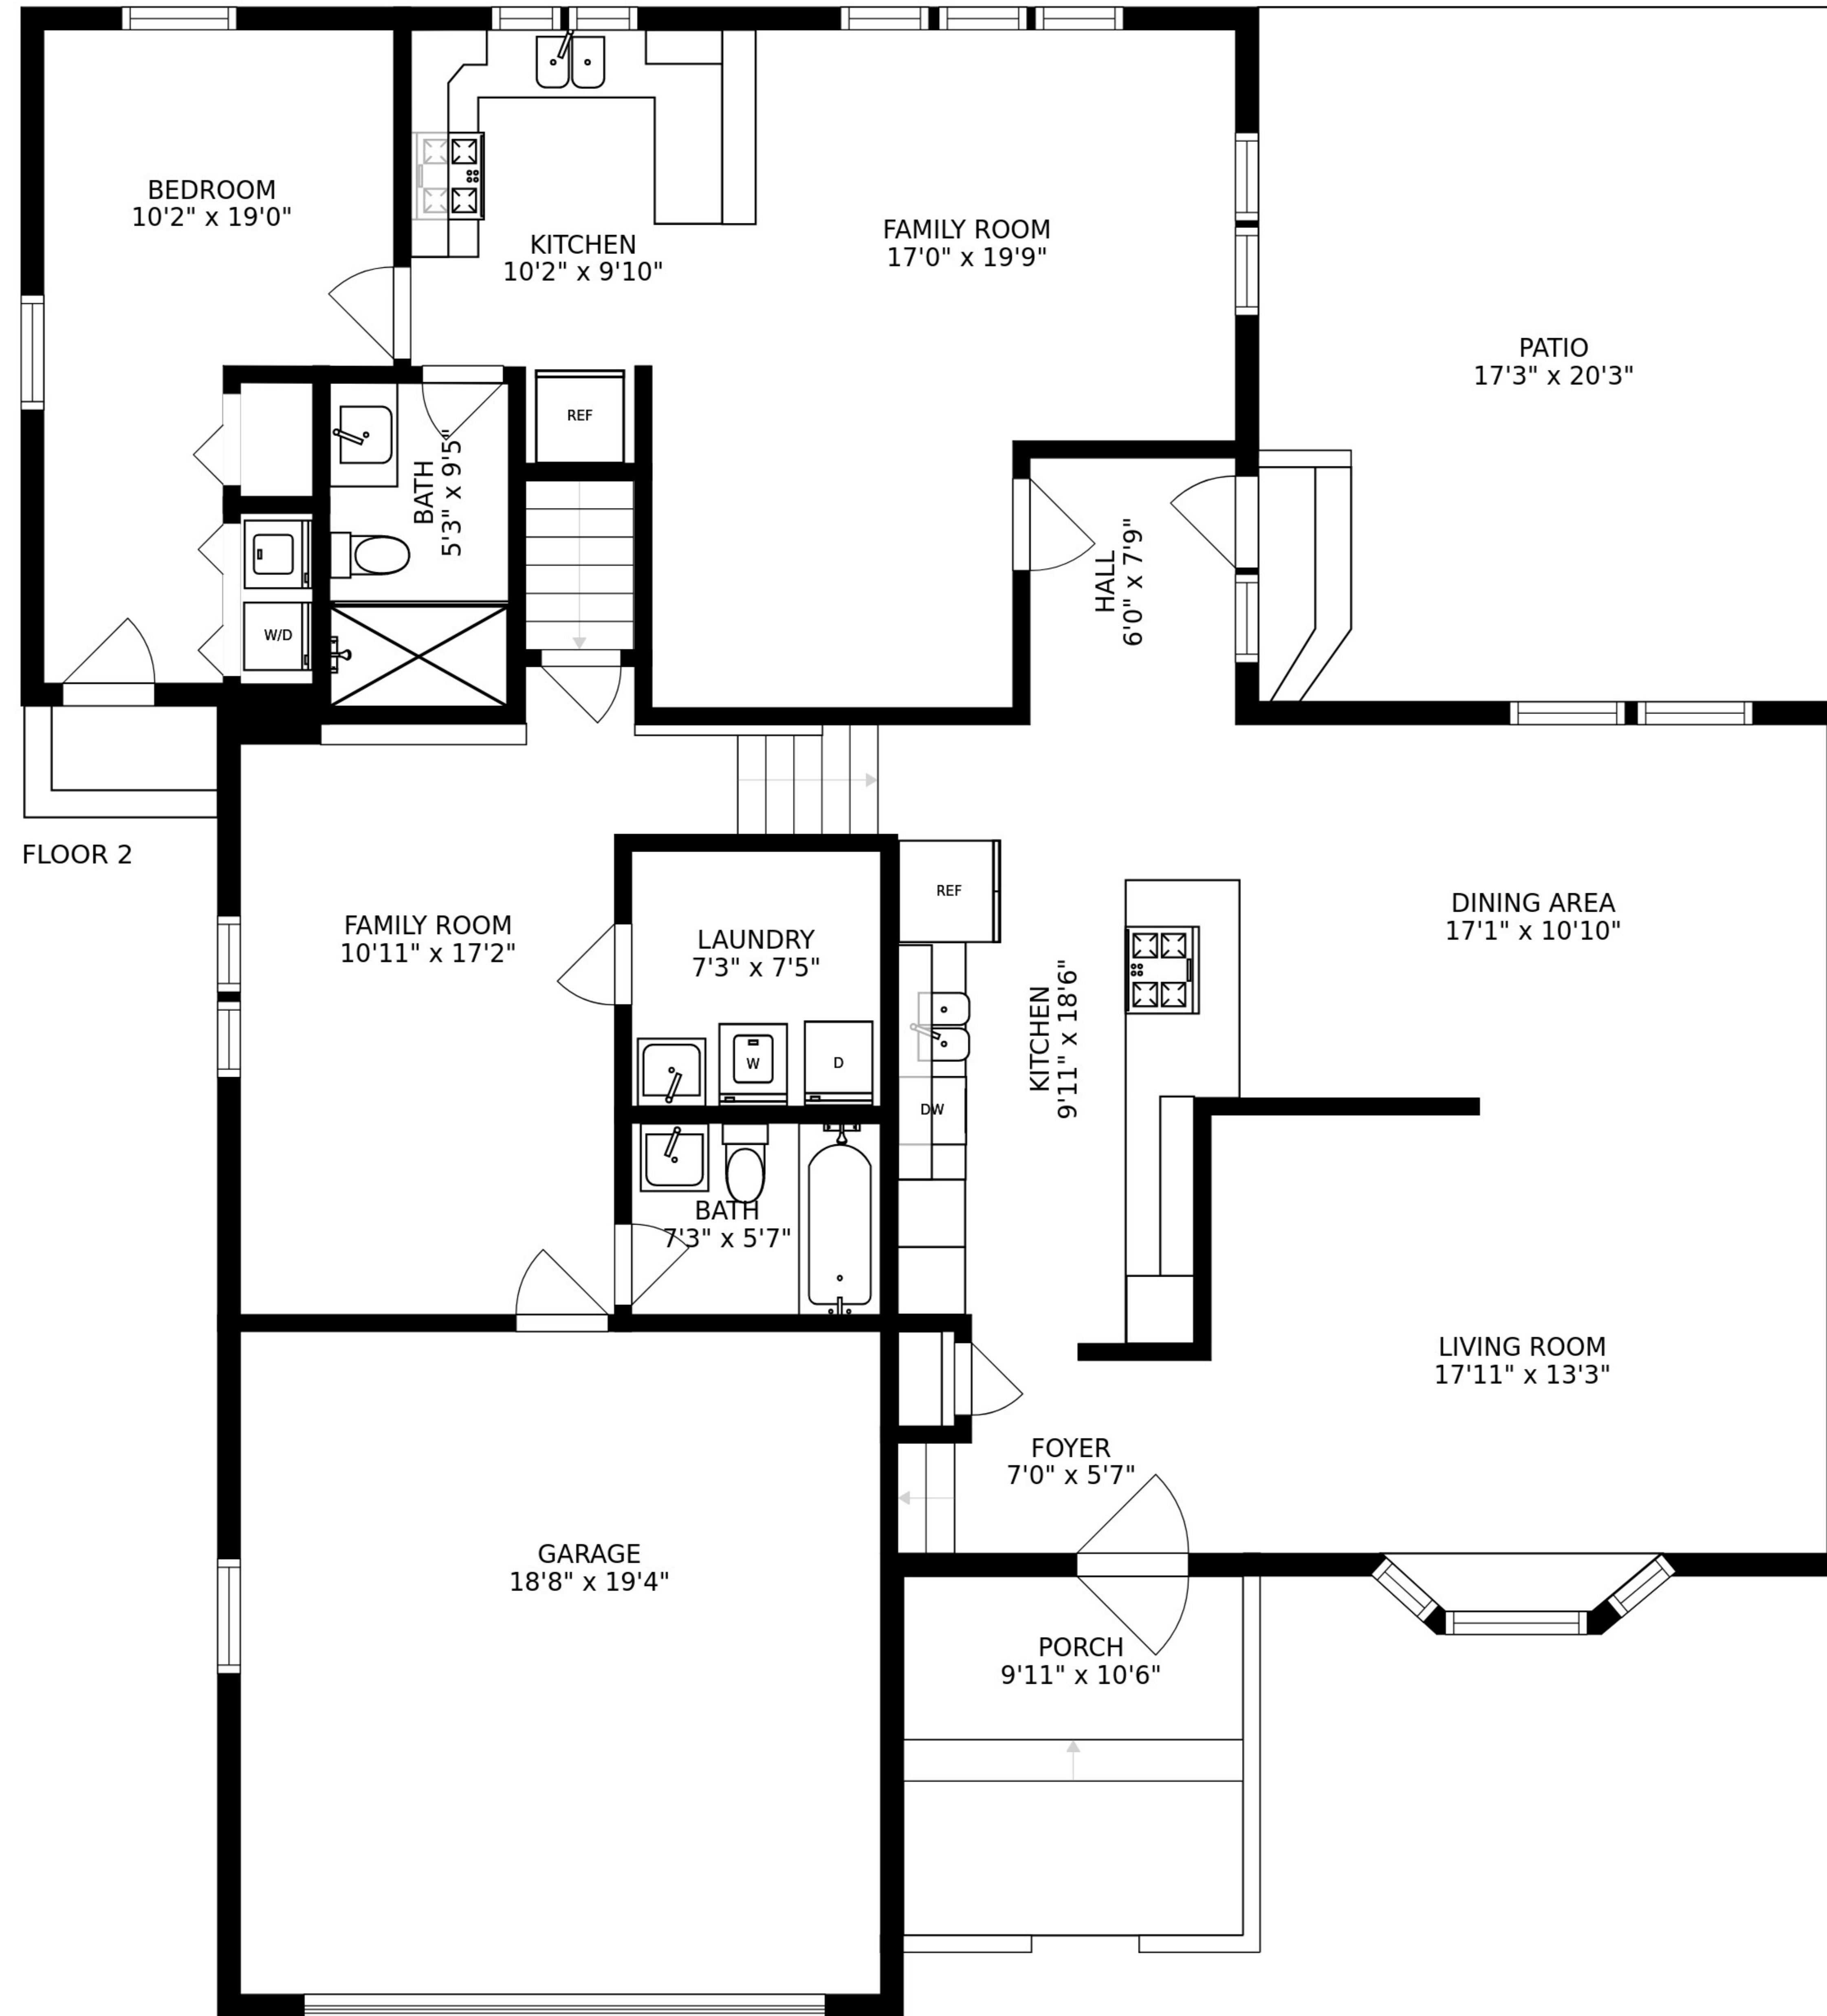 BEDROOM
10'2" x 19'0"
KITCHEN
10'2" x 9'10"
FAMILY ROOM
17'0" x 19'9"
PATIO
17'3" x 20'3"
REF
BATH
5'3" x 9'5"
HALL
6'0" x 7'9"
W/D
FLOOR 2
FAMILY ROOM
10'11" x 17'2"
LAUNDRY
7'3" x 7'5"
REF
DINING AREA
17'1" x 10'10"
KITCHEN
9'11" x 18'6"
W
D
DW
BATH
7'3" x 5'7"
LIVING ROOM
17'11" x 13'3"
FOYER
7'0" x 5'7"
GARAGE
18'8" x 19'4"
PORCH
9'11" x 10'6"